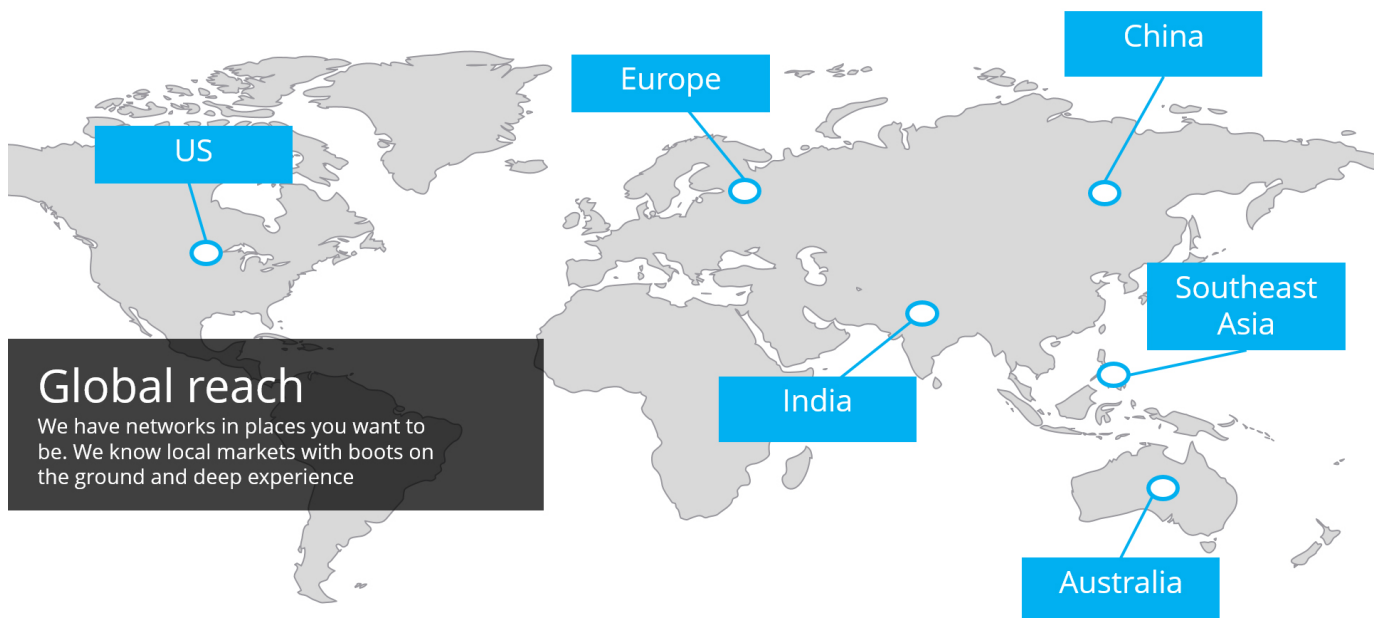 China
Europe
US
Southeast
Asia
Global reach
We have networks in places you want to
be. We know local markets with boots on
the ground and deep experience
India
Australia